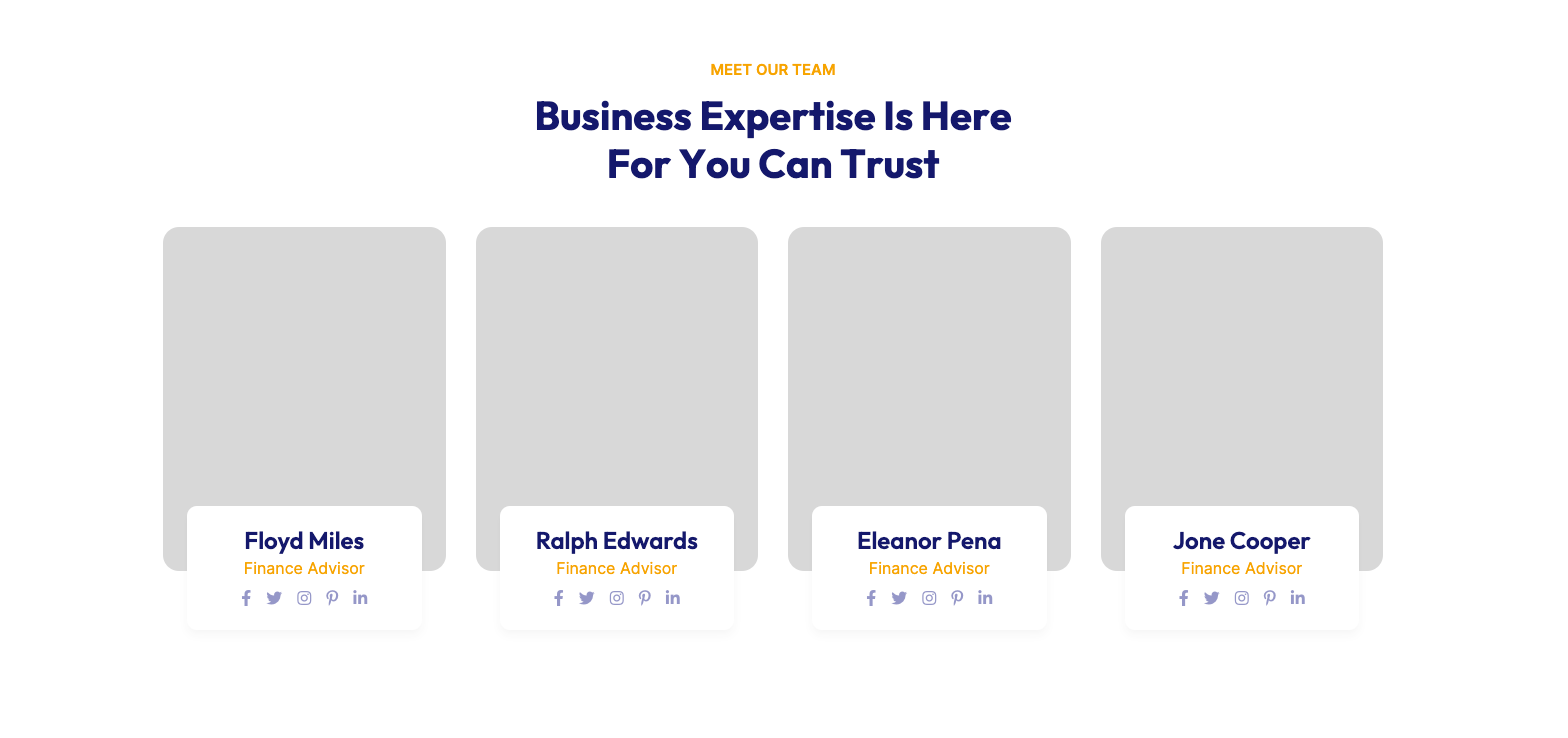 MEET OUR TEAM
Business Expertise Is Here
For You Can Trust
Floyd Miles
Finance Advisor
Ralph Edwards
Finance Advisor
Eleanor Pena
Finance Advisor
Jone Cooper
Finance Advisor